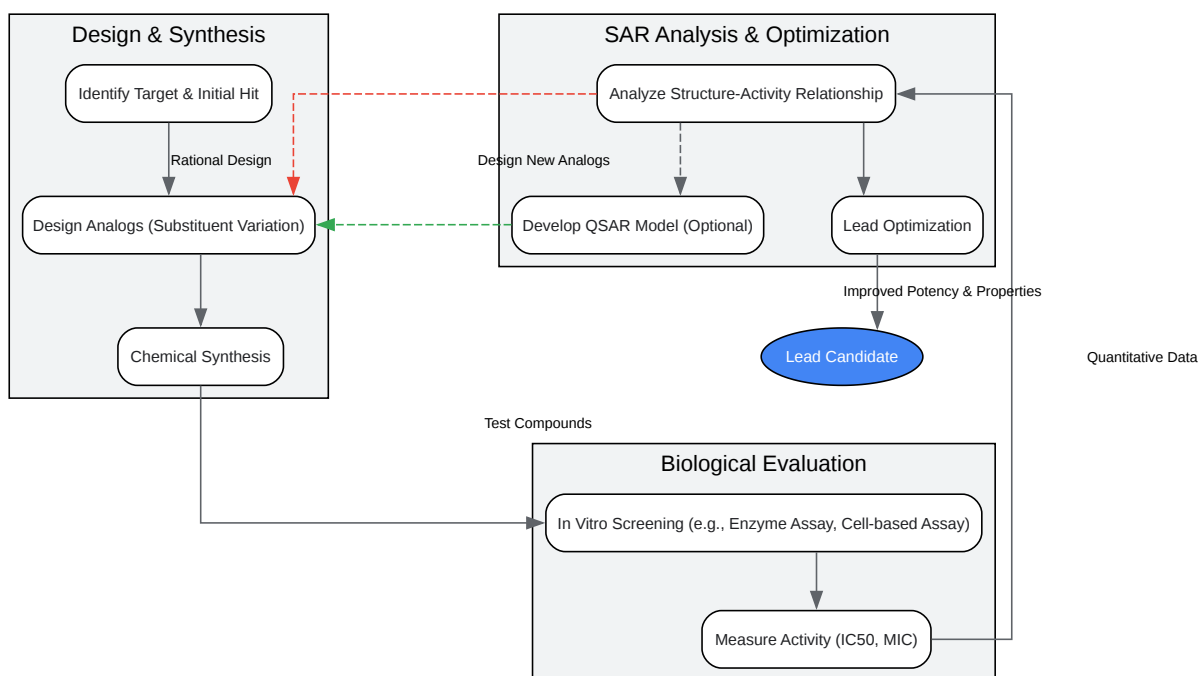 Design & Synthesis
Identify Target & Initial Hit
Rational Design
Design Analogs (Substituent Variation)
Chemical Synthesis
SAR Analysis & Optimization
Analyze Structure-Activity Relationship
Design New Analogs
Develop QSAR Model (Optional)
Lead Optimization
Improved Potency & Properties
Lead Candidate
Quantitative Data
Test Compounds
Biological Evaluation
In Vitro Screening (e.g., Enzyme Assay, Cell-based Assay)
Measure Activity (IC50, MIC)